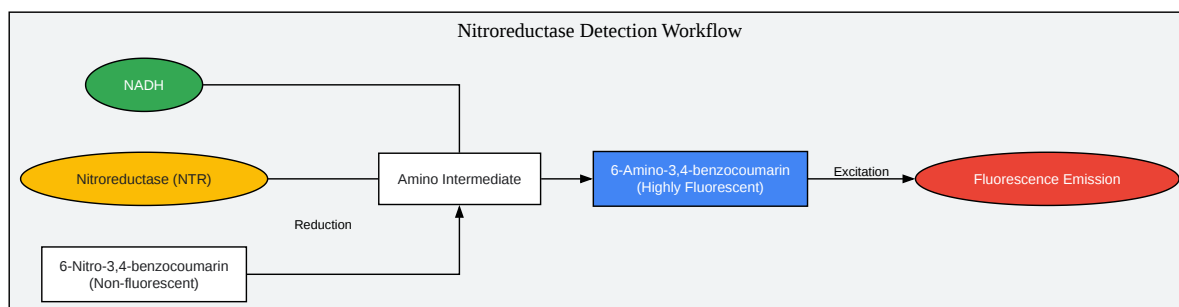 Nitroreductase Detection Workflow
NADH
Nitroreductase (NTR)
Amino Intermediate
6-Amino-3,4-benzocoumarin
(Highly Fluorescent)
Excitation
Fluorescence Emission
Reduction
6-Nitro-3,4-benzocoumarin
(Non-fluorescent)